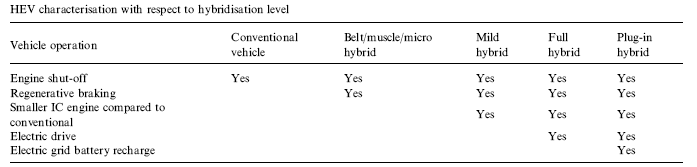 HEV characterisation with respect to hybridisation level
Vehicle operation Conventional vehicle Belt/muscle/micro hybrid Mild hybrid Full hybrid Plug-in hybrid
Engine shut-off Yes Yes Yes Yes Yes
Regenerative braking Yes Yes Yes Yes
Smaller IC engine compared to conventional Yes Yes Yes
Electric drive Yes Yes
Electric grid battery recharge Yes